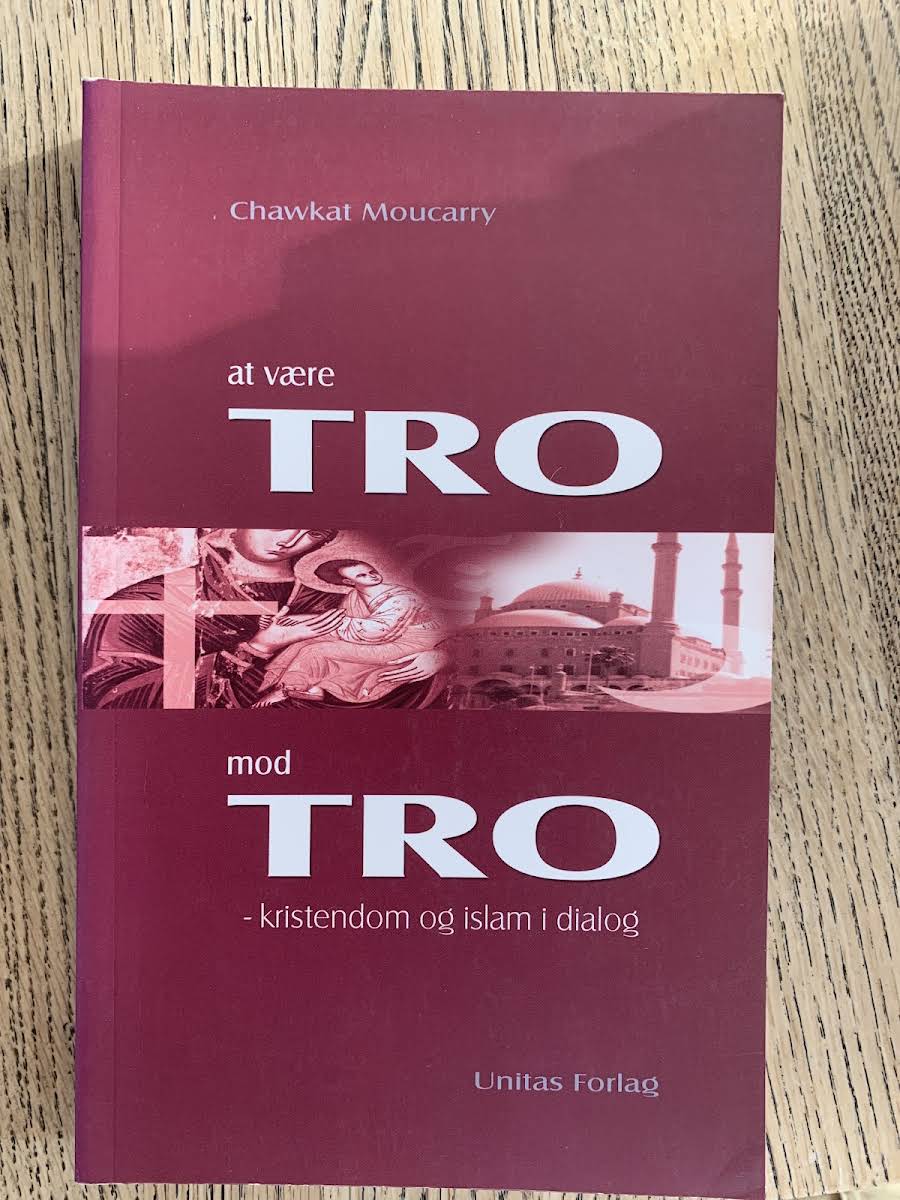 Chawkat Moucarry
at være
TRO
mod
TRO
- kristendom og islam i dialog
Unitas Forlag